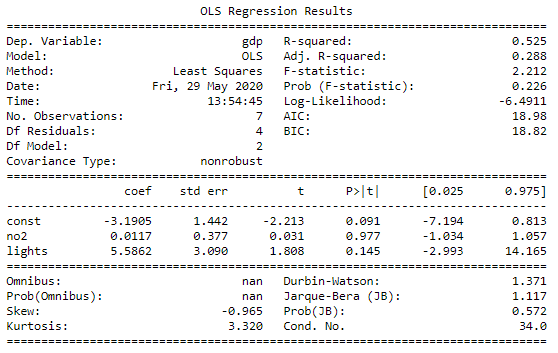 OLS Regression Results
==============================================================================
Dep. Variable: gdp R-squared: 0.525
Model: OLS Adj. R-squared: 0.288
Method: Least Squares F-statistic: 2.212
Date: Fri, 29 May 2020 Prob (F-statistic): 0.226
Time: 13:54:45 Log-Likelihood: -6.4911
No. Observations: 7 AIC: 18.98
Df Residuals: 4 BIC: 18.82
Df Model: 2
Covariance Type: nonrobust
==============================================================================
coef std err t P>|t| [0.025 0.975]
------------------------------------------------------------------------------
const -3.1905 1.442 -2.213 0.091 -7.194 0.813
no2 0.0117 0.377 0.031 0.977 -1.034 1.057
lights 5.5862 3.090 1.808 0.145 -2.993 14.165
==============================================================================
Omnibus: nan Durbin-Watson: 1.371
Prob(Omnibus): nan Jarque-Bera (JB): 1.117
Skew: -0.965 Prob(JB): 0.572
Kurtosis: 3.320 Cond. No. 34.0
==============================================================================